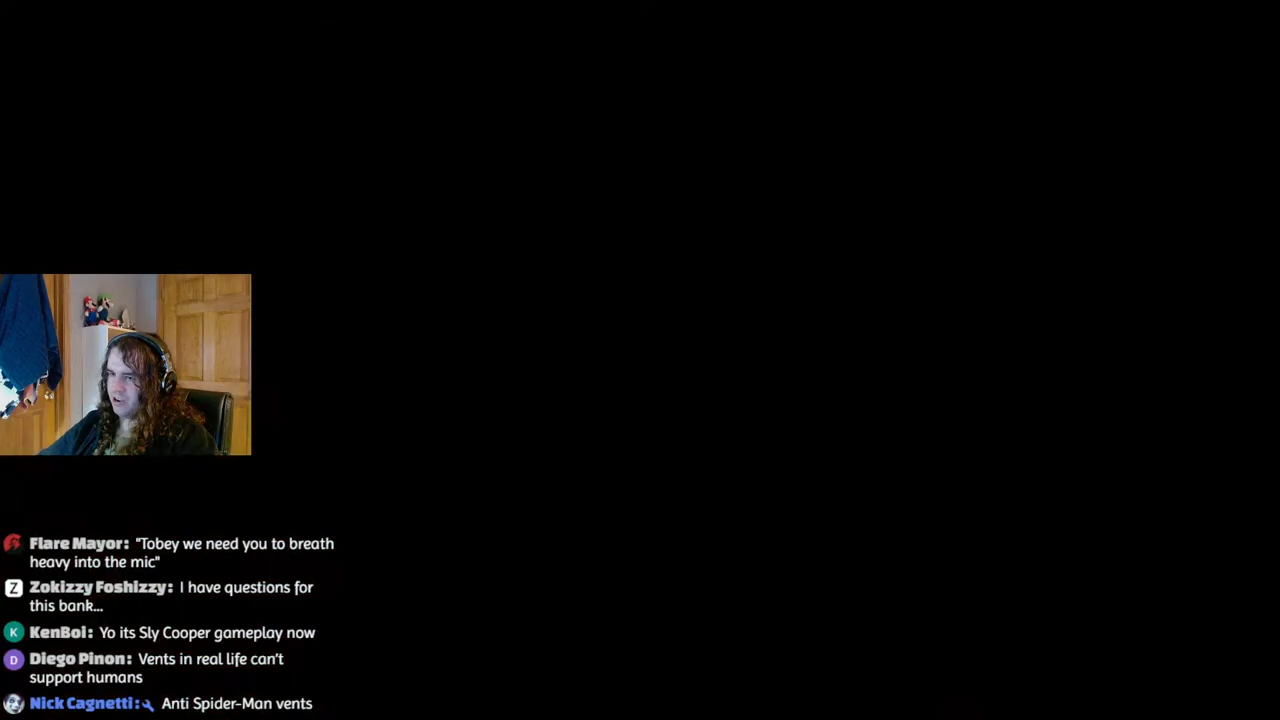 Flare Mayor: "Tobey we need you to breath
heavy into the mic"
Z Zokizzy Foshizzy: I have questions for
this bank...
K KenBoi: Yo its Sly Cooper gameplay now
D Diego Pinon: Vents in real life can't
support humans
Nick Cagnetti: Anti Spider-Man vents